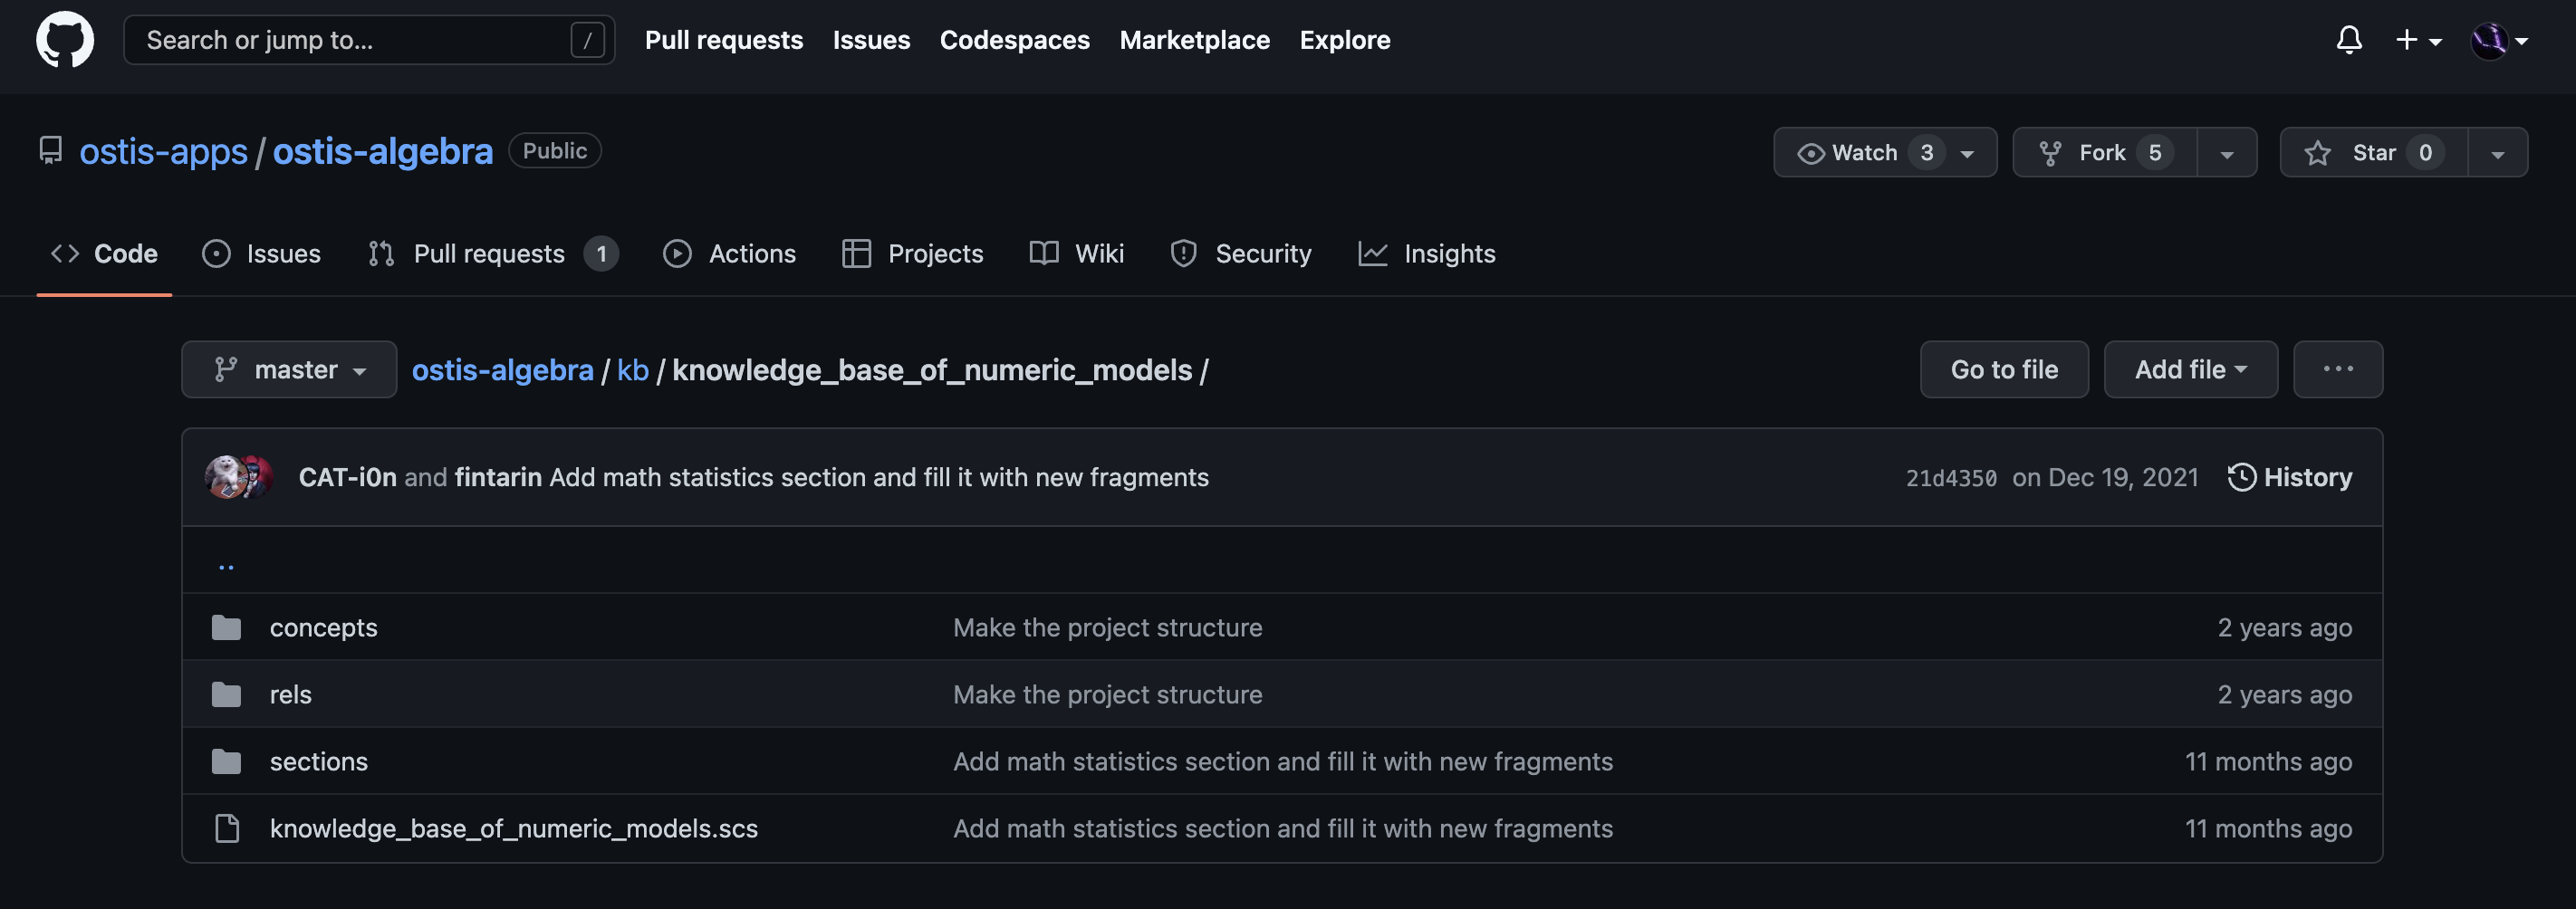 Search or jump to... / Pull requests Issues Codespaces Marketplace Explore
ostis-apps / ostis-algebra Public Watch 3 Fork 5 Star 0
Code Issues Pull requests 1 Actions Projects Wiki Security Insights
master ostis-algebra / kb / knowledge_base_of_numeric_models / Go to file Add file ...
CAT-i0n and fintarin Add math statistics section and fill it with new fragments 21d4350 on Dec 19, 2021 History
..
concepts Make the project structure 2 years ago
rels Make the project structure 2 years ago
sections Add math statistics section and fill it with new fragments 11 months ago
knowledge_base_of_numeric_models.scs Add math statistics section and fill it with new fragments 11 months ago